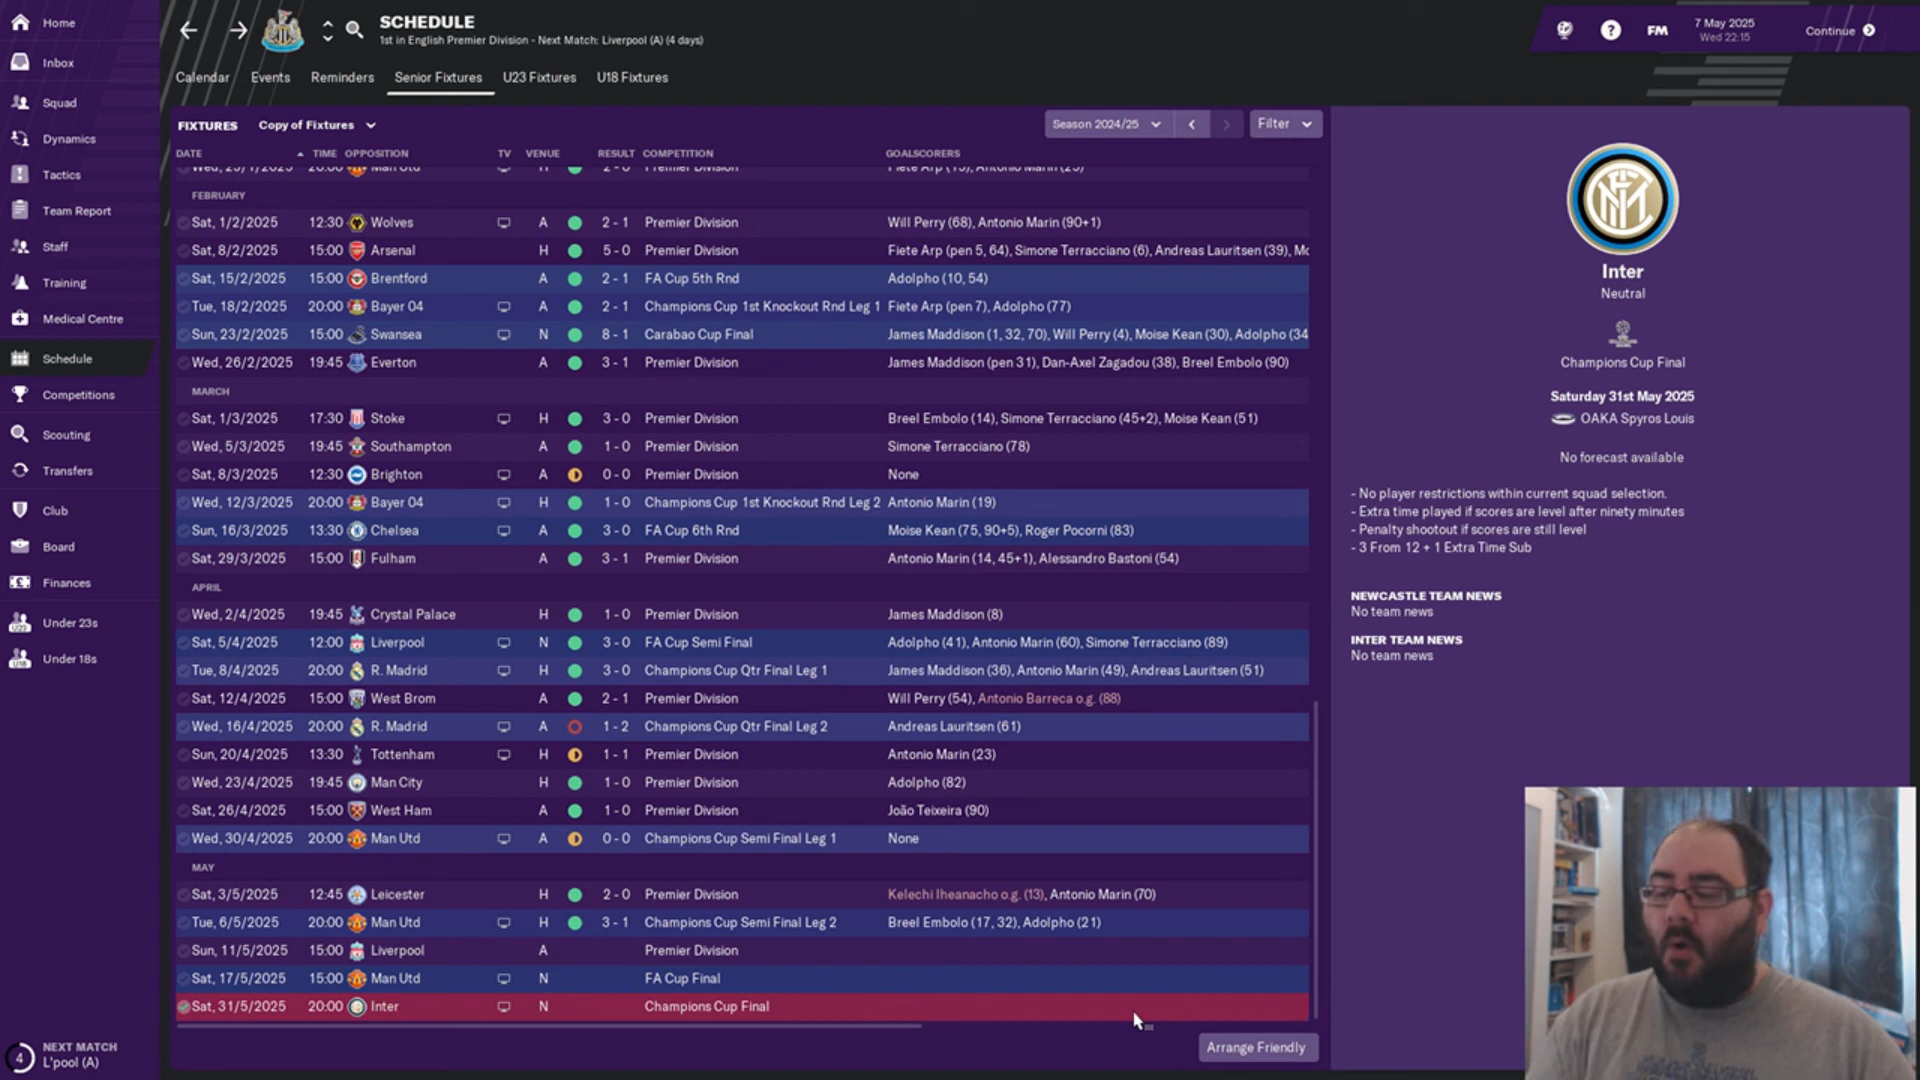 Home
Inbox
Squad
Dynamics
Tactics
Team Report
Staff
Training
Medical Centre
Schedule
Competitions
Scouting
Transfers
Club
Board
Finances
Under 23s
Under 18s
4 NEXT MATCH
L'pool (A)
SCHEDULE
1st in English Premier Division - Next Match: Liverpool (A) (4 days)
FM
7 May 2025
Wed 22:15
Continue
Calendar Events Reminders Senior Fixtures U23 Fixtures U18 Fixtures
FIXTURES Copy of Fixtures Season 2024/25 Filter
DATE TIME OPPOSITION TV VENUE RESULT COMPETITION GOALSCORERS
FEBRUARY
Sat, 1/2/2025 12:30 Wolves A 2 - 1 Premier Division Will Perry (68), Antonio Marin (90+1)
Sat, 8/2/2025 15:00 Arsenal H 5 - 0 Premier Division Fiete Arp (pen 5, 64), Simone Terracciano (6), Andreas Lauritsen (39), Mo
Sat, 15/2/2025 15:00 Brentford A 2 - 1 FA Cup 5th Rnd Adolpho (10, 54)
Tue, 18/2/2025 20:00 Bayer 04 A 2 - 1 Champions Cup 1st Knockout Rnd Leg 1 Fiete Arp (pen 7), Adolpho (77)
Sun, 23/2/2025 15:00 Swansea N 8 - 1 Carabao Cup Final James Maddison (1, 32, 70), Will Perry (4), Moise Kean (30), Adolpho (34
Wed, 26/2/2025 19:45 Everton A 3 - 1 Premier Division James Maddison (pen 31), Dan-Axel Zagadou (38), Breel Embolo (90)
MARCH
Sat, 1/3/2025 17:30 Stoke H 3 - 0 Premier Division Breel Embolo (14), Simone Terracciano (45+2), Moise Kean (51)
Wed, 5/3/2025 19:45 Southampton A 1 - 0 Premier Division Simone Terracciano (78)
Sat, 8/3/2025 12:30 Brighton A 0 - 0 Premier Division None
Wed, 12/3/2025 20:00 Bayer 04 H 1 - 0 Champions Cup 1st Knockout Rnd Leg 2 Antonio Marin (19)
Sun, 16/3/2025 13:30 Chelsea A 3 - 0 FA Cup 6th Rnd Moise Kean (75, 90+5), Roger Pocorni (83)
Sat, 29/3/2025 15:00 Fulham A 3 - 1 Premier Division Antonio Marin (14, 45+1), Alessandro Bastoni (54)
APRIL
Wed, 2/4/2025 19:45 Crystal Palace H 1 - 0 Premier Division James Maddison (8)
Sat, 5/4/2025 12:00 Liverpool N 3 - 0 FA Cup Semi Final Adolpho (41), Antonio Marin (60), Simone Terracciano (89)
Tue, 8/4/2025 20:00 R. Madrid H 3 - 0 Champions Cup Qtr Final Leg 1 James Maddison (36), Antonio Marin (49), Andreas Lauritsen (51)
Sat, 12/4/2025 15:00 West Brom A 2 - 1 Premier Division Will Perry (54), Antonio Barreca o.g. (88)
Wed, 16/4/2025 20:00 R. Madrid A 1 - 2 Champions Cup Qtr Final Leg 2 Andreas Lauritsen (61)
Sun, 20/4/2025 13:30 Tottenham H 1 - 1 Premier Division Antonio Marin (23)
Wed, 23/4/2025 19:45 Man City H 1 - 0 Premier Division Adolpho (82)
Sat, 26/4/2025 15:00 West Ham A 1 - 0 Premier Division João Teixeira (90)
Wed, 30/4/2025 20:00 Man Utd A 0 - 0 Champions Cup Semi Final Leg 1 None
MAY
Sat, 3/5/2025 12:45 Leicester H 2 - 0 Premier Division Kelechi Iheanacho o.g. (13), Antonio Marin (70)
Tue, 6/5/2025 20:00 Man Utd H 3 - 1 Champions Cup Semi Final Leg 2 Breel Embolo (17, 32), Adolpho (21)
Sun, 11/5/2025 15:00 Liverpool A Premier Division
Sat, 17/5/2025 15:00 Man Utd N FA Cup Final
Sat, 31/5/2025 20:00 Inter N Champions Cup Final
Arrange Friendly
Inter
Neutral
Champions Cup Final
Saturday 31st May 2025
OAKA Spyros Louis
No forecast available
- No player restrictions within current squad selection.
- Extra time played if scores are level after ninety minutes
- Penalty shootout if scores are still level
- 3 From 12 + 1 Extra Time Sub
NEWCASTLE TEAM NEWS
No team news
INTER TEAM NEWS
No team news